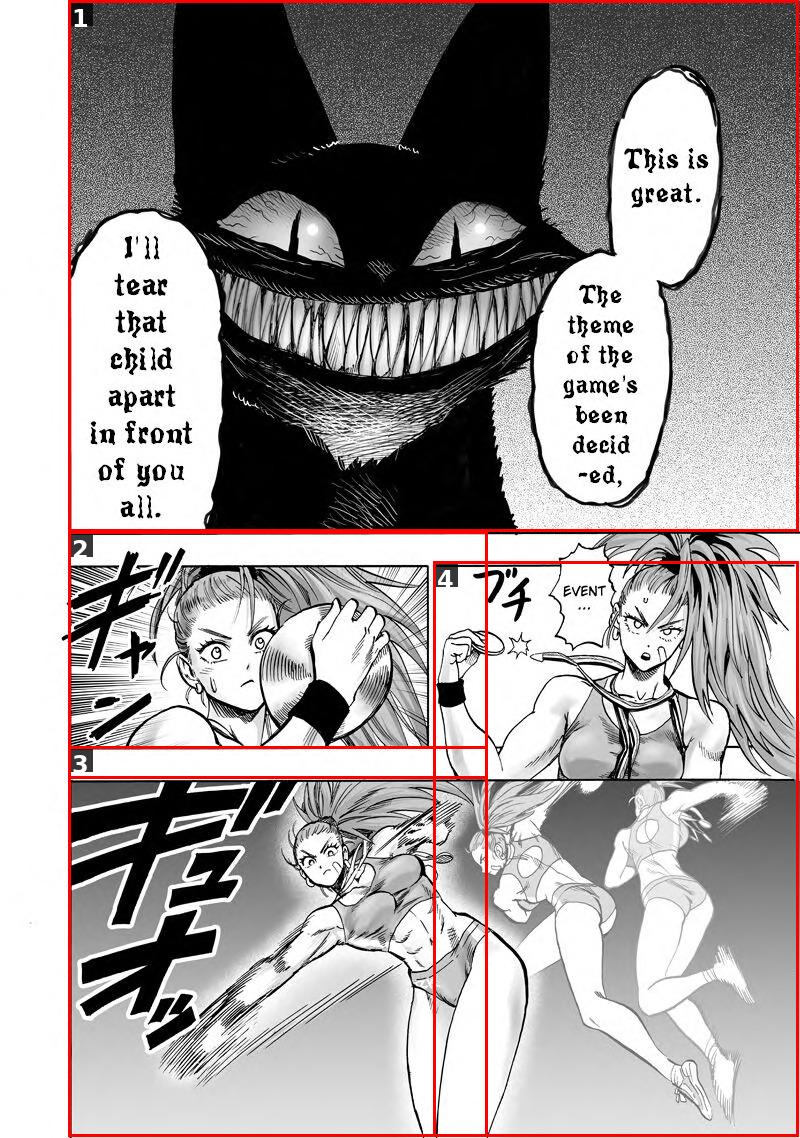 1
This is
great.
The
theme
of the
game's
been
decid
-ed,
I'll
tear
that
child
apart
in front
of you
all.
2
4
ブチ
EVENT
...
ギャン
3
ギュオッ